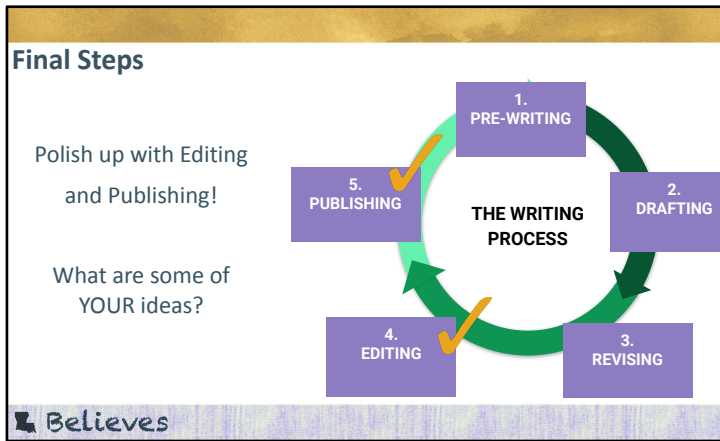 Final Steps
Polish up with Editing
and Publishing!
What are some of
YOUR ideas?
1.
PRE-WRITING
2.
DRAFTING
3.
REVISING
4.
EDITING
5.
PUBLISHING
THE WRITING
PROCESS
Believes